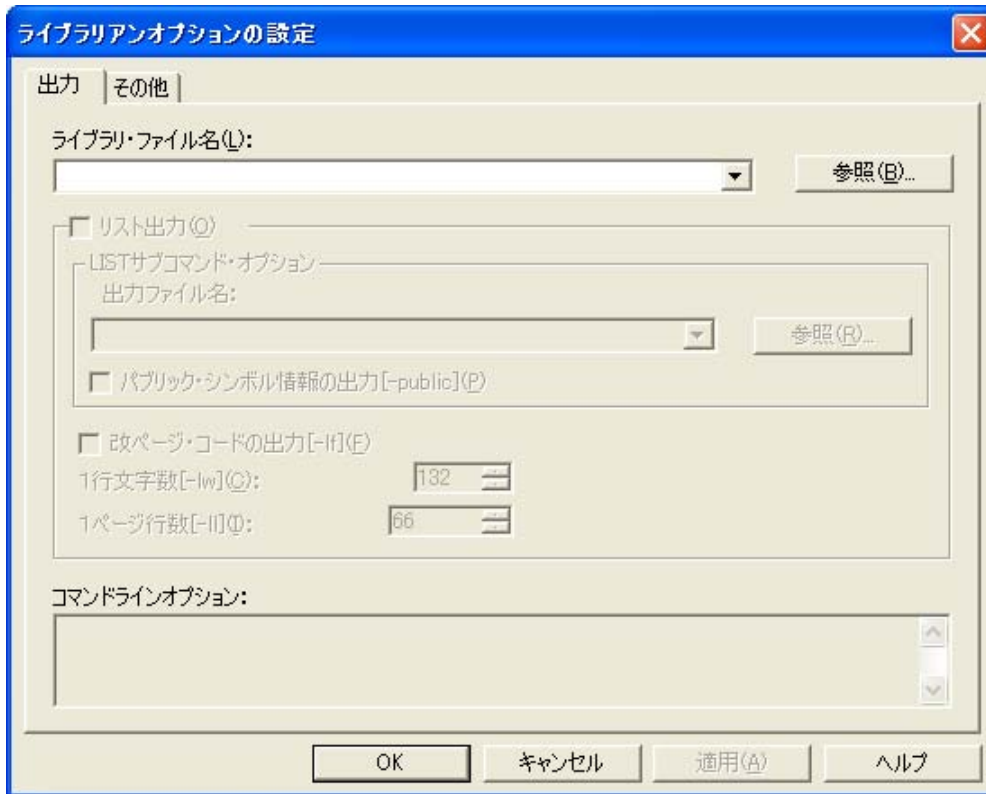 ライブラリアンオプションの設定
出力 その他
ライブラリ・ファイル名(L):
参照(B)...
リスト出力(O)
LISTサブコマンド・オプション
出力ファイル名:
参照(R)...
パブリック・シンボル情報の出力[-public](P)
改ページ・コードの出力[-lf](F)
1行文字数[-lw](C): 132
1ページ行数[-ll](I): 66
コマンドラインオプション:
OK キャンセル 適用(A) ヘルプ